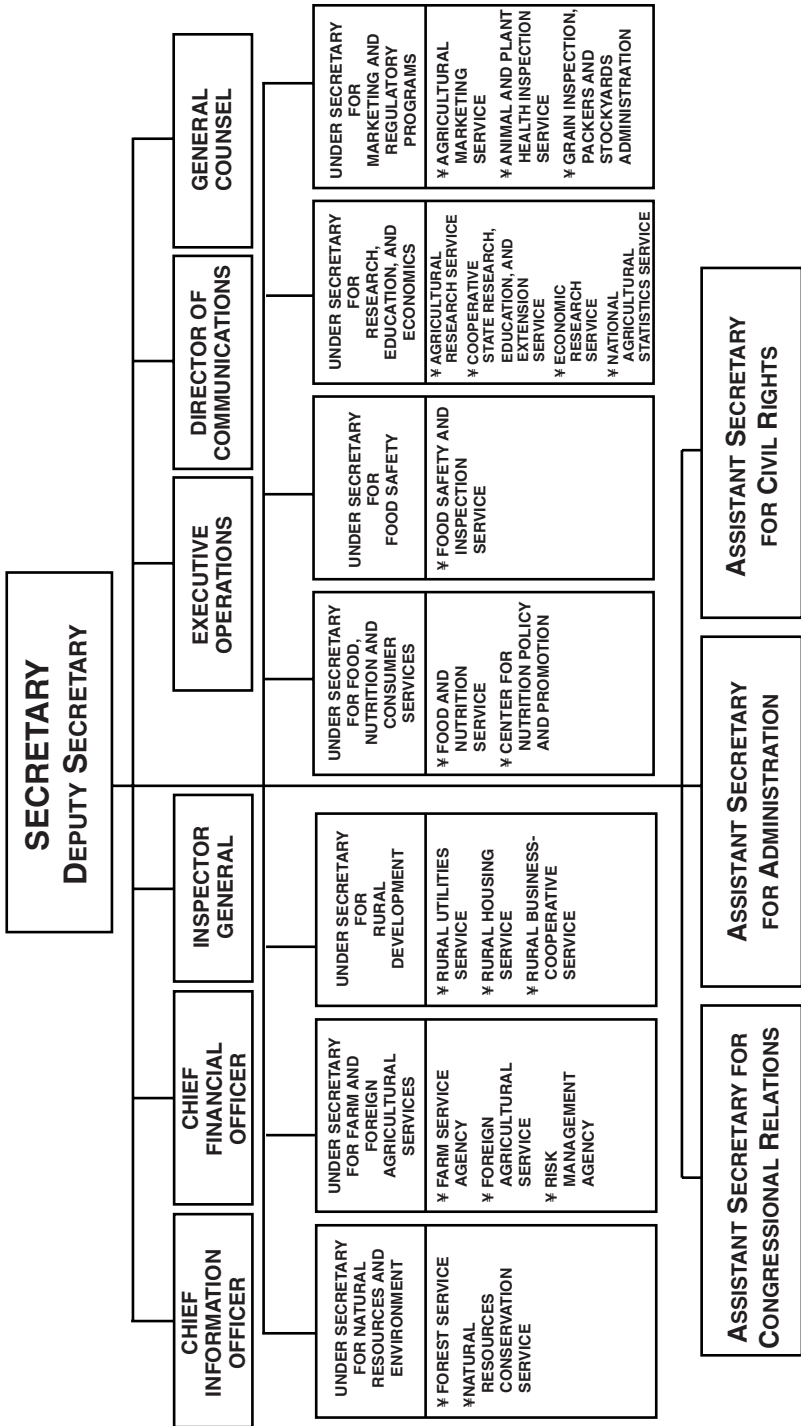 SECRETARY
DEPUTY SECRETARY
CHIEF
INFORMATION
OFFICER
CHIEF
FINANCIAL
OFFICER
INSPECTOR
GENERAL
EXECUTIVE
OPERATIONS
DIRECTOR OF
COMMUNICATIONS
GENERAL
COUNSEL
UNDER SECRETARY
FOR NATURAL
RESOURCES AND
ENVIRONMENT
¥ FOREST SERVICE
¥NATURAL
RESOURCES
CONSERVATION
SERVICE
UNDER SECRETARY
FOR FARM AND
FOREIGN
AGRICULTURAL
SERVICES
¥ FARM SERVICE
AGENCY
¥ FOREIGN
AGRICULTURAL
SERVICE
¥ RISK
MANAGEMENT
AGENCY
UNDER SECRETARY
FOR
RURAL
DEVELOPMENT
¥ RURAL UTILITIES
SERVICE
¥ RURAL HOUSING
SERVICE
¥ RURAL BUSINESS-
COOPERATIVE
SERVICE
UNDER SECRETARY
FOR FOOD,
NUTRITION AND
CONSUMER
SERVICES
¥ FOOD AND
NUTRITION
SERVICE
¥ CENTER FOR
NUTRITION POLICY
AND PROMOTION
UNDER SECRETARY
FOR
FOOD SAFETY
¥ FOOD SAFETY AND
INSPECTION
SERVICE
UNDER SECRETARY
FOR
RESEARCH,
EDUCATION, AND
ECONOMICS
¥ AGRICULTURAL
RESEARCH SERVICE
¥ COOPERATIVE
STATE RESEARCH,
EDUCATION, AND
EXTENSION
SERVICE
¥ ECONOMIC
RESEARCH
SERVICE
¥ NATIONAL
AGRICULTURAL
STATISTICS SERVICE
UNDER SECRETARY
FOR
MARKETING AND
REGULATORY
PROGRAMS
¥ AGRICULTURAL
MARKETING
SERVICE
¥ ANIMAL AND PLANT
HEALTH INSPECTION
SERVICE
¥ GRAIN INSPECTION,
PACKERS AND
STOCKYARDS
ADMINISTRATION
ASSISTANT SECRETARY FOR
CONGRESSIONAL RELATIONS
ASSISTANT SECRETARY
FOR ADMINISTRATION
ASSISTANT SECRETARY
FOR CIVIL RIGHTS